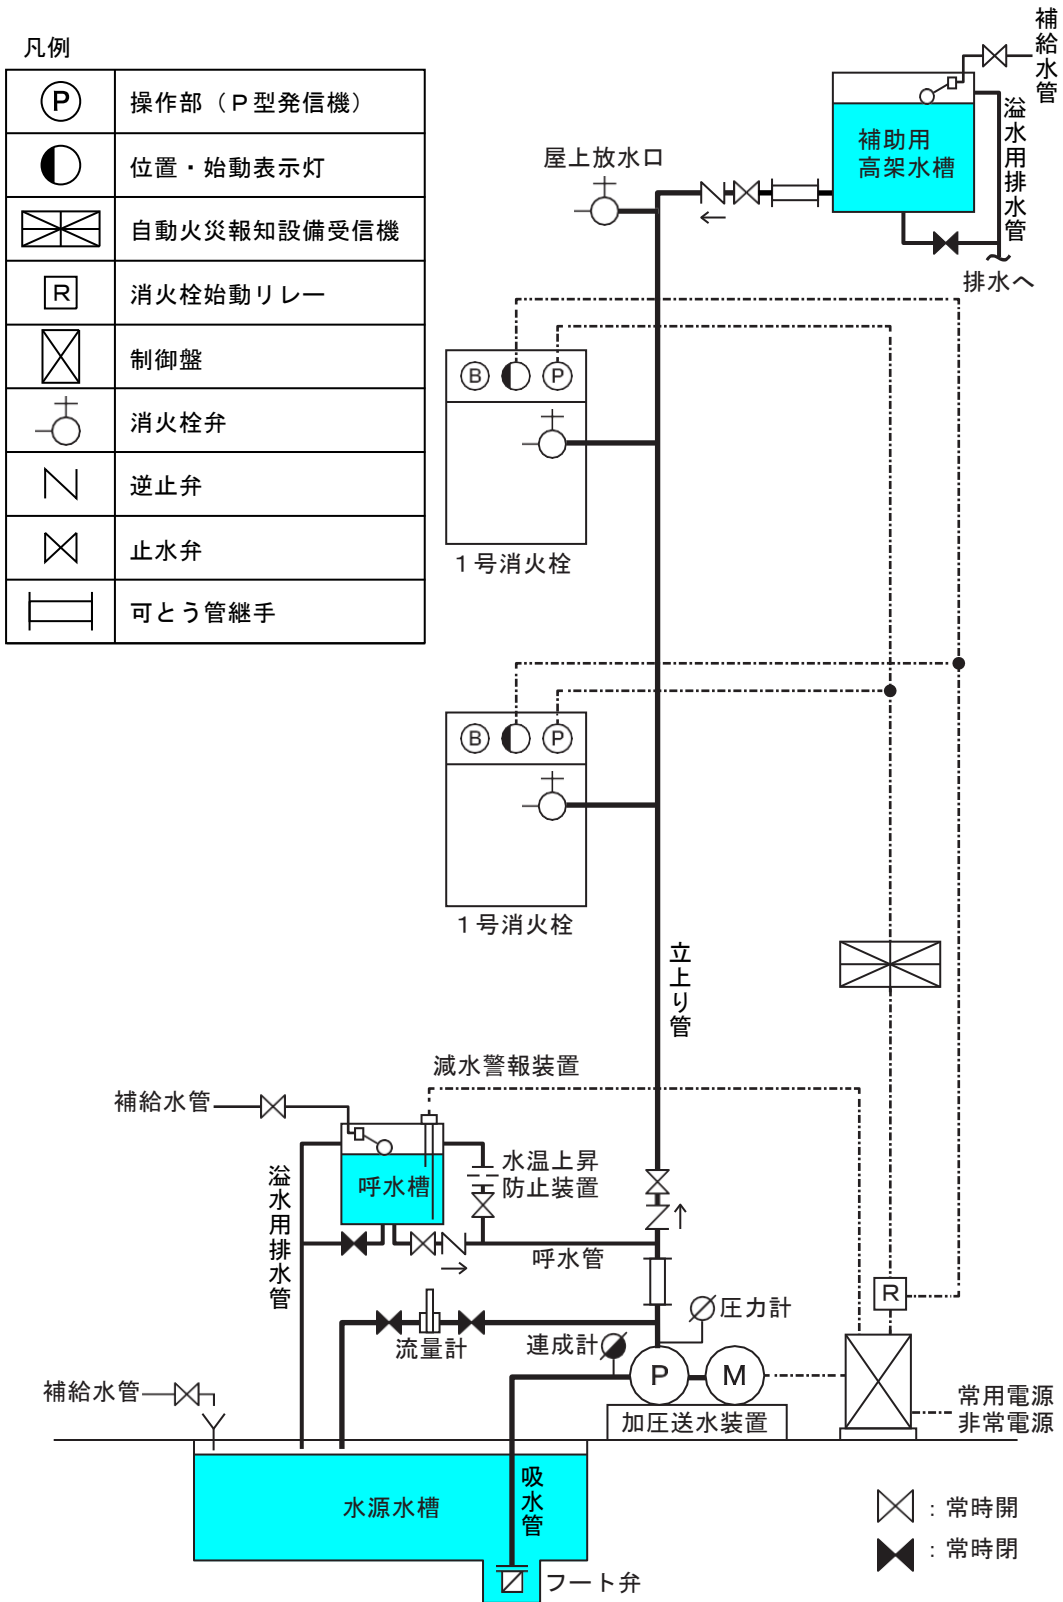 凡例
P
操作部（Ｐ型発信機）
位置・始動表示灯
自動火災報知設備受信機
R
消火栓始動リレー
制御盤
消火栓弁
逆止弁
止水弁
可とう管継手
補給水管
溢水用排水管
補助用
高架水槽
排水へ
屋上放水口
B
P
１号消火栓
B
P
１号消火栓
立上り管
減水警報装置
補給水管
呼水槽
水温上昇
防止装置
溢水用排水管
呼水管
流量計
圧力計
連成計
P
M
加圧送水装置
R
常用電源
非常電源
補給水管
水源水槽
吸水管
フート弁
：常時開
：常時閉